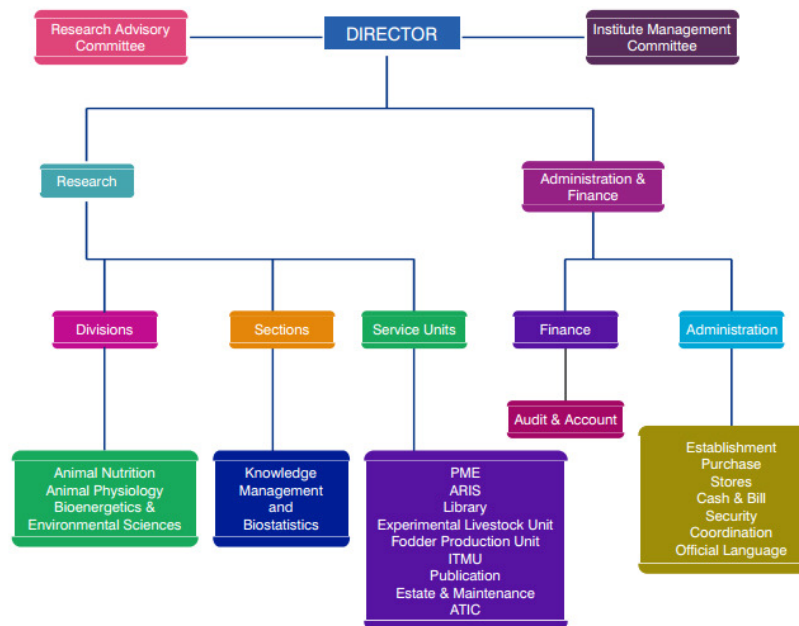 Research Advisory
Committee
DIRECTOR
Institute Management
Committee
Research
Administration &
Finance
Divisions
Sections
Service Units
Finance
Administration
Audit & Account
Animal Nutrition
Animal Physiology
Bioenergetics &
Environmental Sciences
Knowledge
Management
and
Biostatistics
PME
ARIS
Library
Experimental Livestock Unit
Fodder Production Unit
ITMU
Publication
Estate & Maintenance
ATIC
Establishment
Purchase
Stores
Cash & Bill
Security
Coordination
Official Language